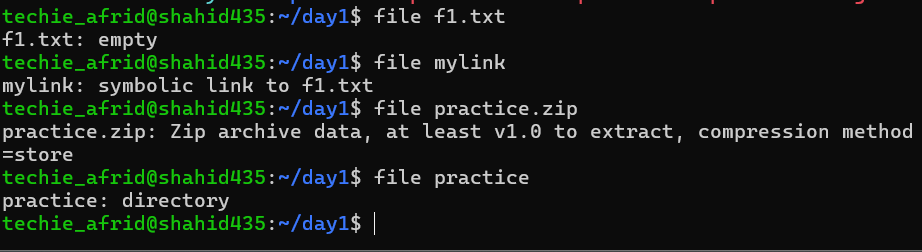 techie_afrid@shahid435:~/day1$ file f1.txt
f1.txt: empty
techie_afrid@shahid435:~/day1$ file mylink
mylink: symbolic link to f1.txt
techie_afrid@shahid435:~/day1$ file practice.zip
practice.zip: Zip archive data, at least v1.0 to extract, compression method
=store
techie_afrid@shahid435:~/day1$ file practice
practice: directory
techie_afrid@shahid435:~/day1$